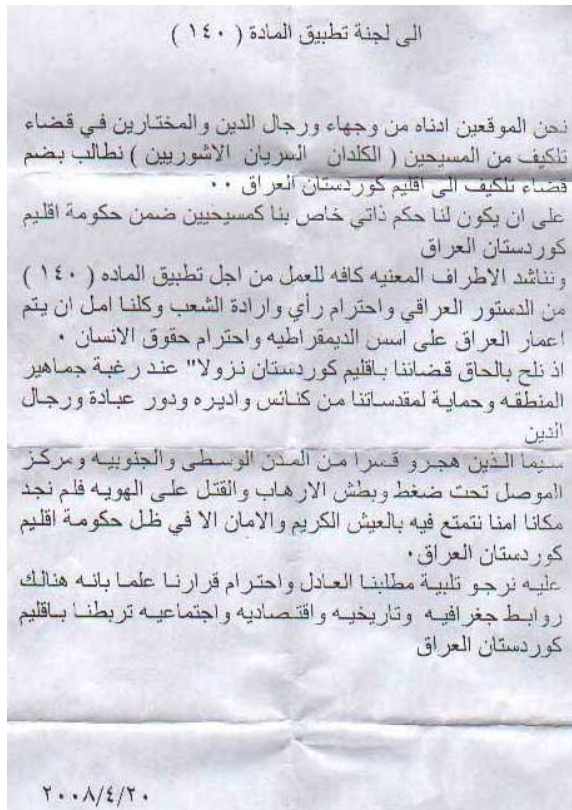 الى لجنة تطبيق المادة ( ١٤٠ )
نحن الموقعين ادناه من وجهاء ورجال الدين والمختارين في قضاء
تلكيف من المسيحين ( الكلدان السريان الاشوريين ) نطالب بضم
قضاء تلكيف الى اقليم كوردستان العراق ٠٠
على ان يكون لنا حكم ذاتي خاص بنا كمسيحيين ضمن حكومة اقليم
كوردستان العراق
ونناشد الاطراف المعنيه كافه للعمل من اجل تطبيق الماده ( ١٤٠ )
من الدستور العراقي واحترام رأي وارادة الشعب وكلنا امل ان يتم
اعمار العراق على اسس الديمقراطيه واحترام حقوق الانسان ٠
اذ نلح بالحاق قضائنا باقليم كوردستان نزولا" عند رغبة جماهير
المنطقه وحماية لمقدساتنا من كنائس واديره ودور عبادة ورجال
الدين
سيما الذين هجرو قسرا من المدن الوسطى والجنوبيه ومركز
الموصل تحت ضغط وبطش الارهاب والقتل على الهويه فلم نجد
مكانا امنا نتمتع فيه بالعيش الكريم والامان الا في ظل حكومة اقليم
كوردستان العراق٠
عليه نرجو تلبية مطلبنا العادل واحترام قرارنا علما بانه هنالك
روابط جغرافيه وتاريخيه واقتصاديه واجتماعيه تربطنا باقليم
كوردستان العراق
٢٠٠٨/٤/٢٠